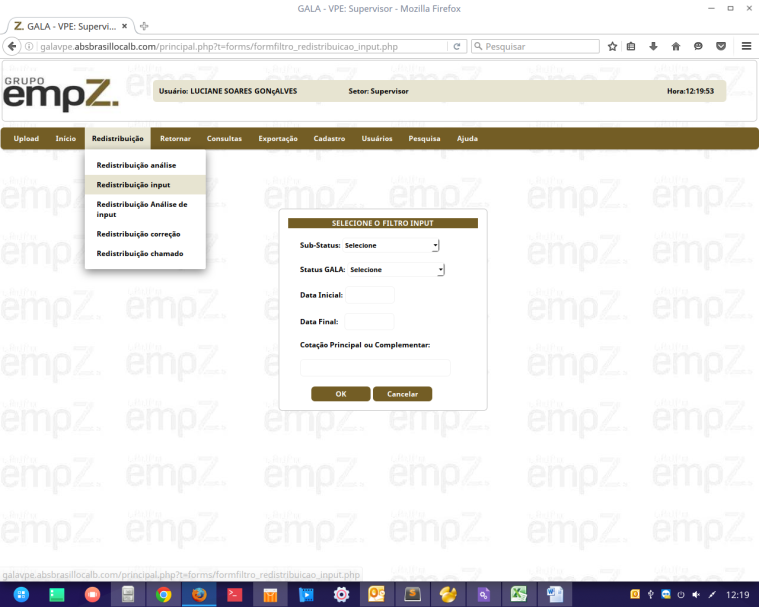 GALA - VPE: Supervisor - Mozilla Firefox
Z. GALA - VPE: Supervi... ×
galavpe.absbrasillocalb.com/principal.php?t=forms/formfiltro_redistribuicao_input.php
Pesquisar
GRUPO
empZ.
Usuário: LUCIANE SOARES GONçALVES Setor: Supervisor Hora:12:19:53
Upload Início Redistribuição Retornar Consultas Exportação Cadastro Usuários Pesquisa Ajuda
Redistribuição análise
Redistribuição input
Redistribuição Análise de
input
Redistribuição correção
Redistribuição chamado
SELECIONE O FILTRO INPUT
Sub-Status: Selecione
Status GALA: Selecione
Data Inicial:
Data Final:
Cotação Principal ou Complementar:
OK Cancelar
galavpe.absbrasillocalb.com/principal.php?t=forms/formfiltro_redistribuicao_input.php
12:19